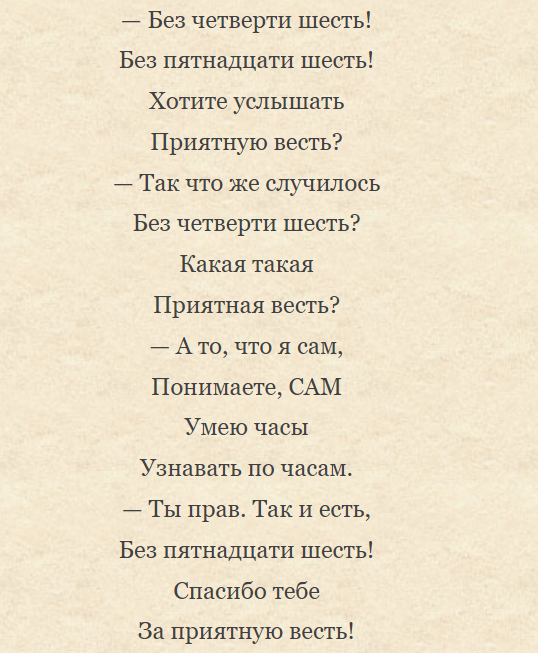 — Без четверти шесть!
Без пятнадцати шесть!
Хотите услышать
Приятную весть?
— Так что же случилось
Без четверти шесть?
Какая такая
Приятная весть?
— А то, что я сам,
Понимаете, САМ
Умею часы
Узнавать по часам.
— Ты прав. Так и есть,
Без пятнадцати шесть!
Спасибо тебе
За приятную весть!